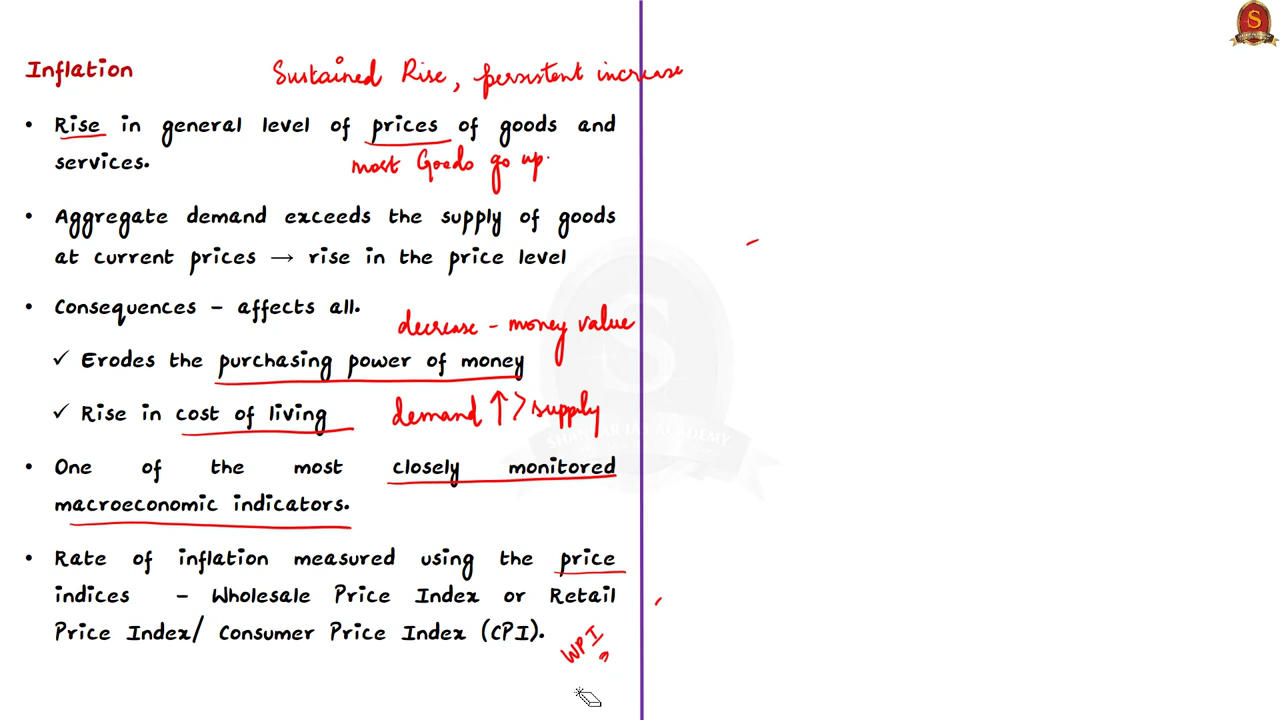 Inflation
Sustained Rise, persistent increase
• Rise in general level of prices of goods and
services.
most Goods go up.
• Aggregate demand exceeds the supply of goods
at current prices → rise in the price level
• Consequences - affects all.
decrease - money value
✓ Erodes the purchasing power of money
✓ Rise in cost of living
demand ↑ > supply
SHANKAR IAS ACADEMY
• One of the most closely monitored
macroeconomic indicators.
• Rate of inflation measured using the price
indices - Wholesale Price Index or Retail
Price Index/ Consumer Price Index (CPI).
WPI
S
S